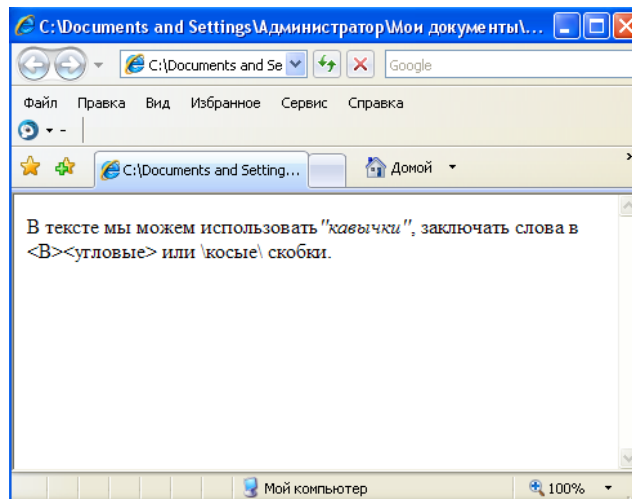 C:\Documents and Settings\Администратор\Мои документы\...
C:\Documents and Se
Google
Файл Правка Вид Избранное Сервис Справка
C:\Documents and Setting...
Домой
»
В тексте мы можем использовать "кавычки", заключать слова в
<B><угловые> или \косые\ скобки.
Мой компьютер
100%